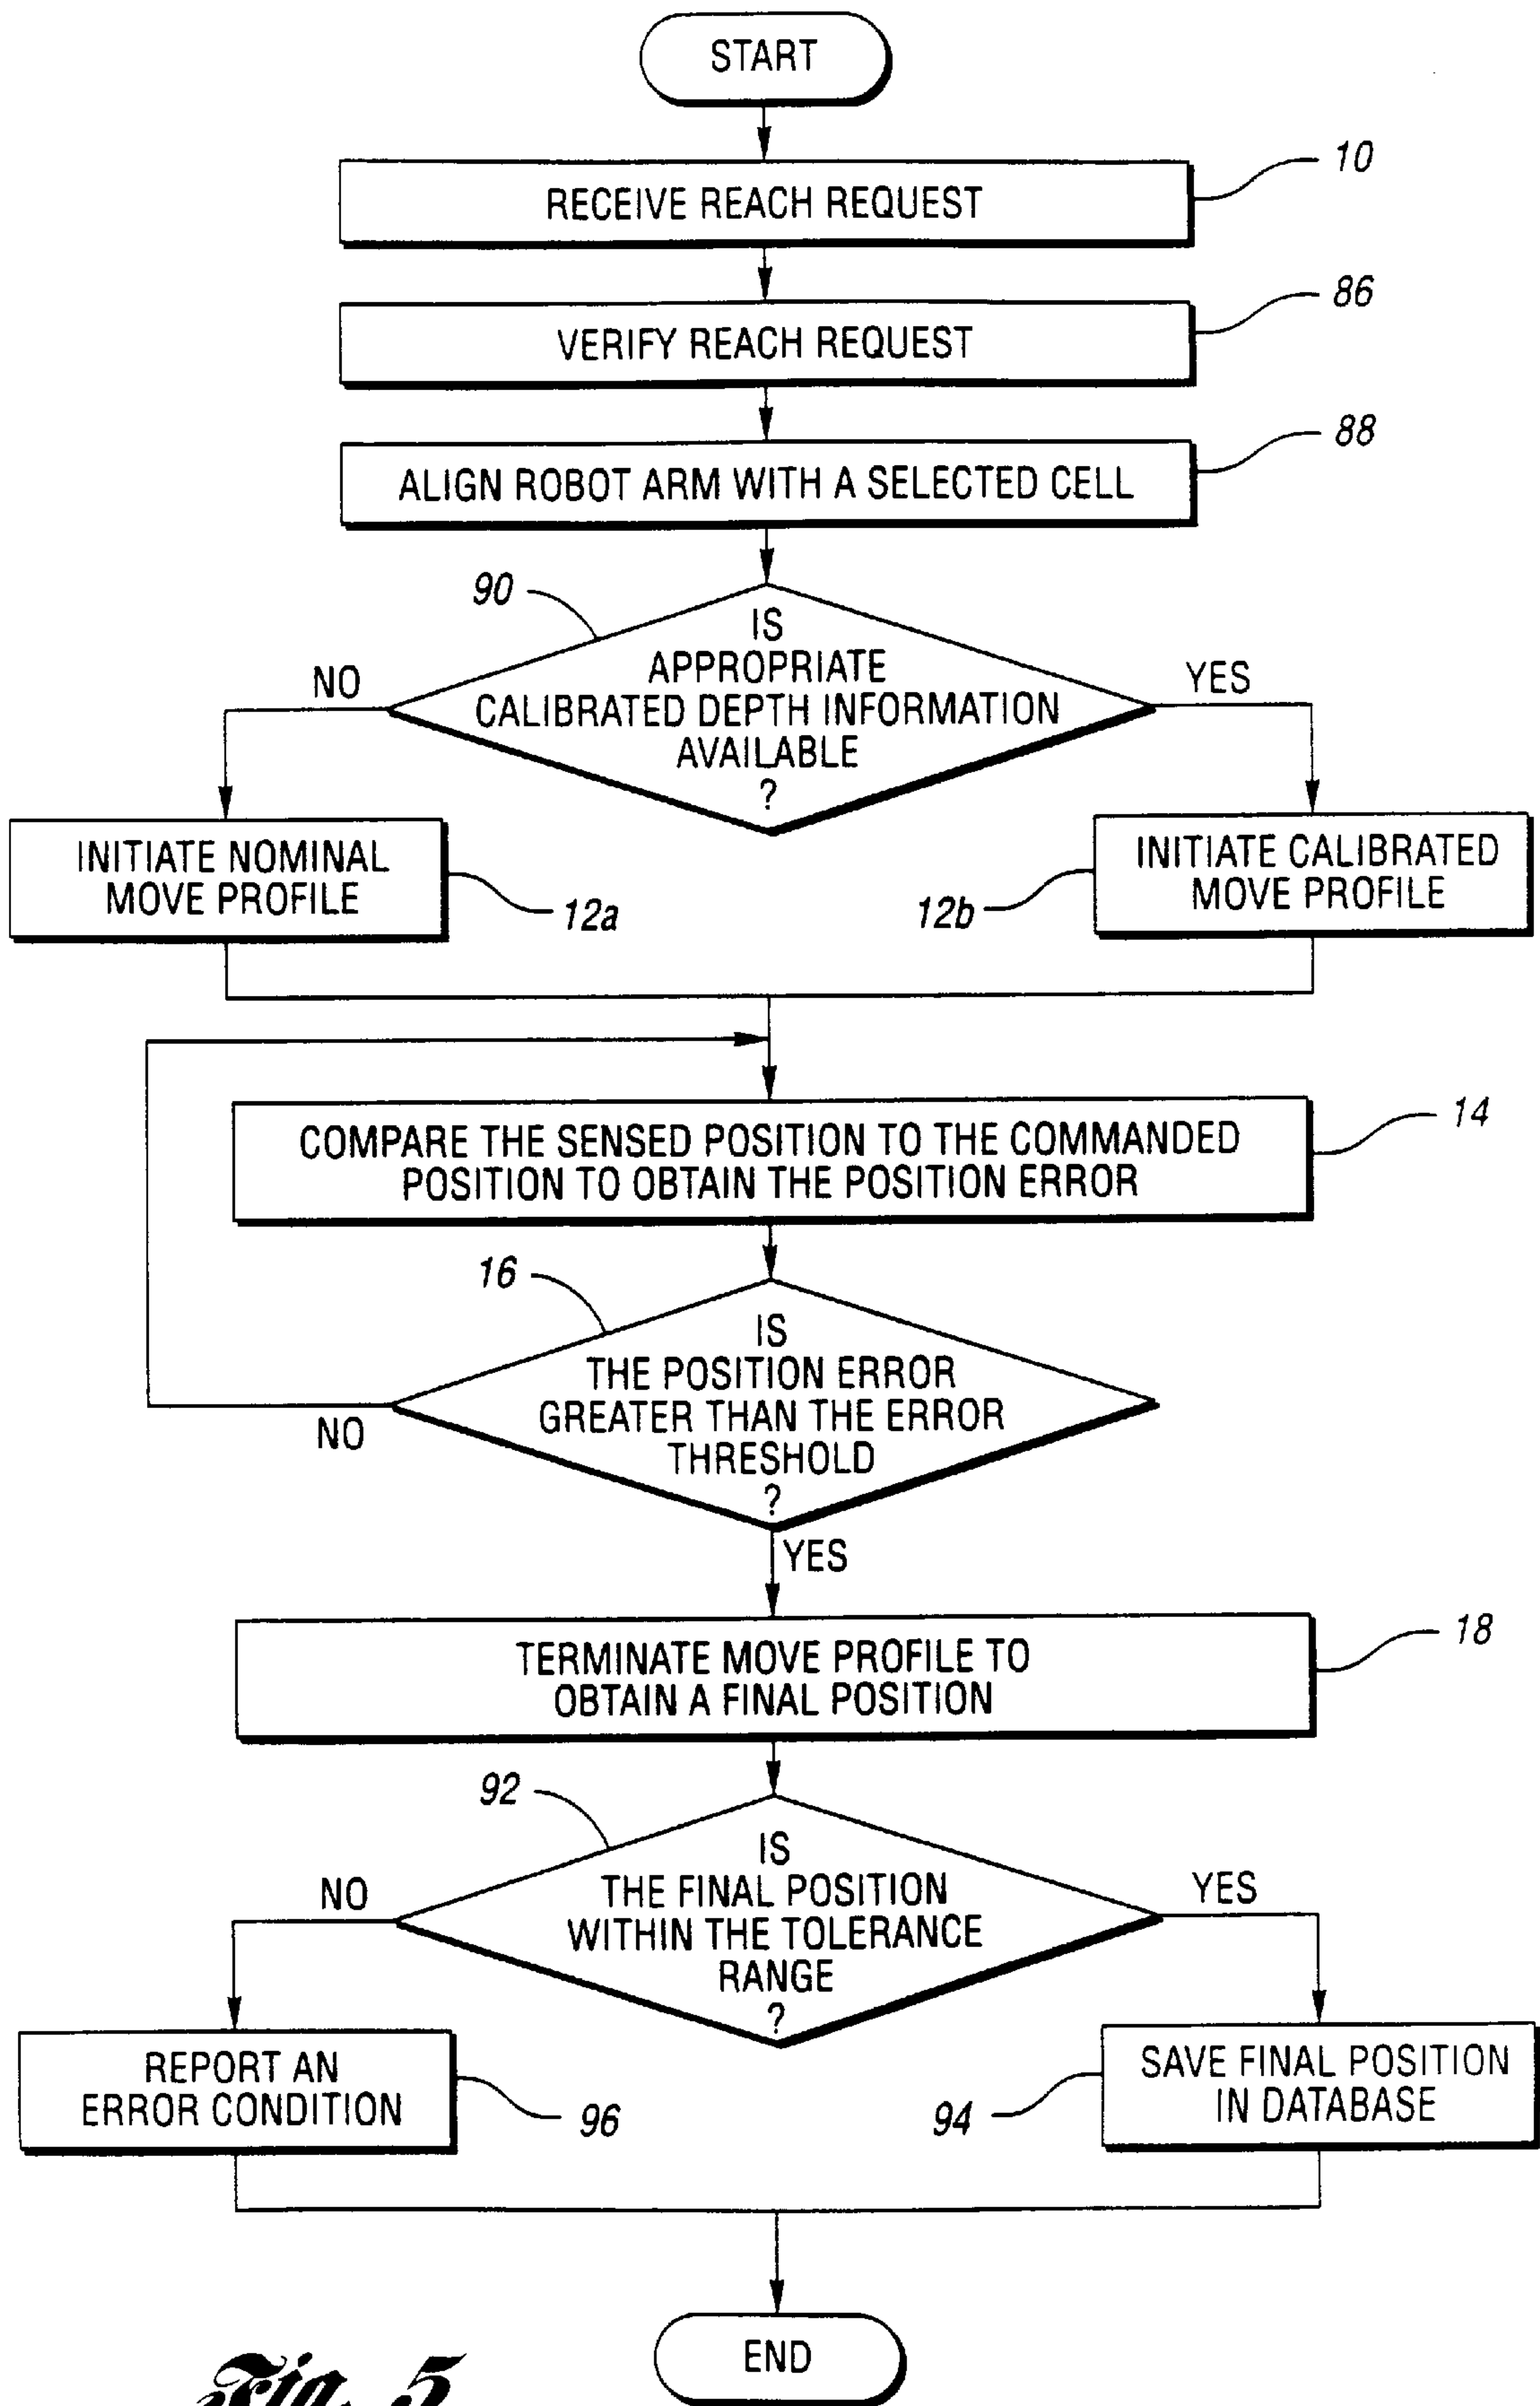 START
RECEIVE REACH REQUEST
10
VERIFY REACH REQUEST
86
ALIGN ROBOT ARM WITH A SELECTED CELL
88
90
IS
APPROPRIATE
CALIBRATED DEPTH INFORMATION
AVAILABLE
?
NO
YES
INITIATE NOMINAL
MOVE PROFILE
12a
12b
INITIATE CALIBRATED
MOVE PROFILE
COMPARE THE SENSED POSITION TO THE COMMANDED
POSITION TO OBTAIN THE POSITION ERROR
14
16
IS
THE POSITION ERROR
GREATER THAN THE ERROR
THRESHOLD
?
NO
YES
TERMINATE MOVE PROFILE TO
OBTAIN A FINAL POSITION
18
92
IS
THE FINAL POSITION
WITHIN THE TOLERANCE
RANGE
?
NO
YES
REPORT AN
ERROR CONDITION
96
94
SAVE FINAL POSITION
IN DATABASE
END
Fig. 5